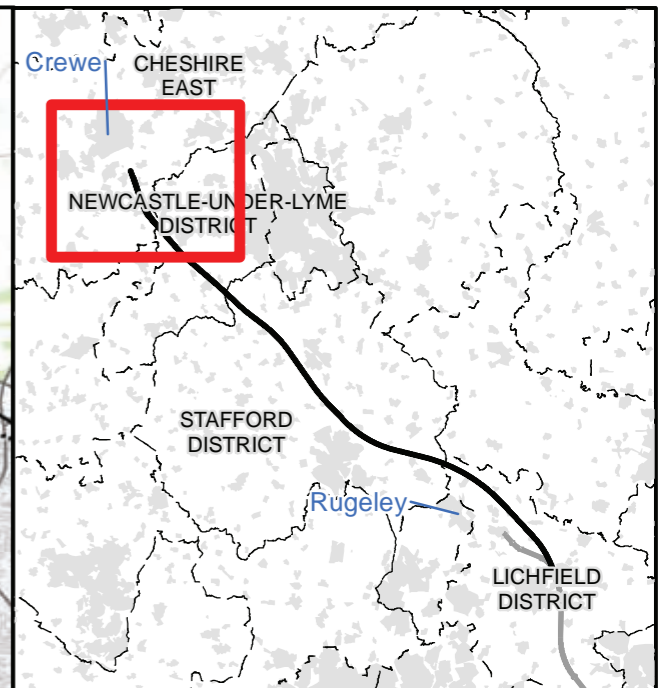 Crewe
CHESHIRE
EAST
NEWCASTLE-UNDER-LYME
DISTRICT
STAFFORD
DISTRICT
Rugeley
LICHFIELD
DISTRICT